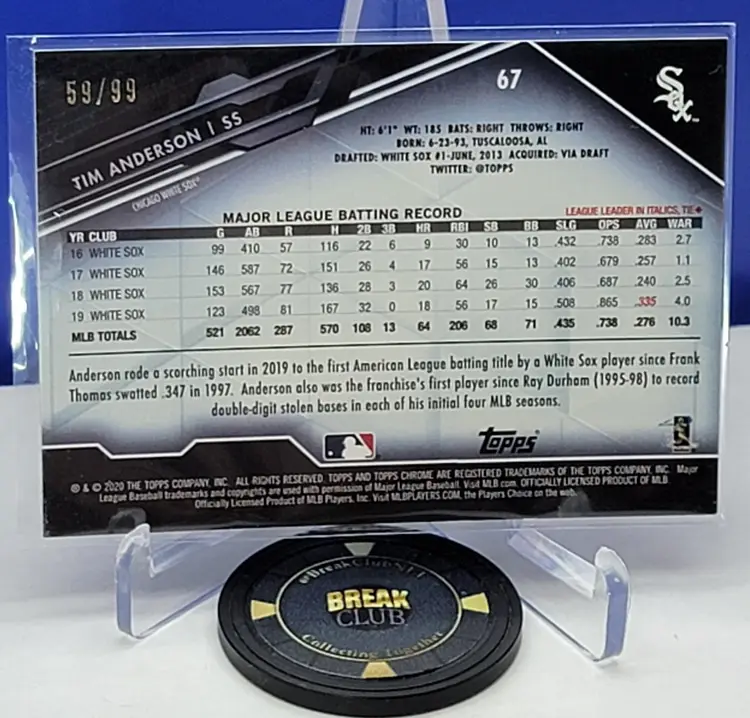 59/99
67
Sox
TIM ANDERSON | SS
CHICAGO WHITE SOX®
HT: 6'1" WT: 185 BATS: RIGHT THROWS: RIGHT
BORN: 6-23-93, TUSCALOOSA, AL
DRAFTED: WHITE SOX #1-JUNE, 2013 ACQUIRED: VIA DRAFT
TWITTER: @TOPPS
MAJOR LEAGUE BATTING RECORD
LEAGUE LEADER IN ITALICS, TIE ♦
YR CLUB G AB R H 2B 3B HR RBI SB BB SLG OPS AVG WAR
16 WHITE SOX 99 410 57 116 22 6 9 30 10 13 .432 .738 .283 2.7
17 WHITE SOX 146 587 72 151 26 4 17 56 15 13 .402 .679 .257 1.1
18 WHITE SOX 153 567 77 136 28 3 20 64 26 30 .406 .687 .240 2.5
19 WHITE SOX 123 498 81 167 32 0 18 56 17 15 .508 .865 .335 4.0
MLB TOTALS 521 2062 287 570 108 13 64 206 68 71 .435 .738 .276 10.3
Anderson rode a scorching start in 2019 to the first American League batting title by a White Sox player since Frank
Thomas swatted .347 in 1997. Anderson also was the franchise's first player since Ray Durham (1995-98) to record
double-digit stolen bases in each of his initial four MLB seasons.
TOPPS
® & © 2020 THE TOPPS COMPANY, INC. ALL RIGHTS RESERVED. TOPPS AND TOPPS CHROME ARE REGISTERED TRADEMARKS OF THE TOPPS COMPANY, INC. Major
League Baseball trademarks and copyrights are used with permission of Major League Baseball. Visit MLB.com. OFFICIALLY LICENSED PRODUCT OF MLB
Officially Licensed Product of MLB Players, Inc. Visit MLBPLAYERS.COM, the Players Choice on the web.
BREAK
CLUB
Collecting Together